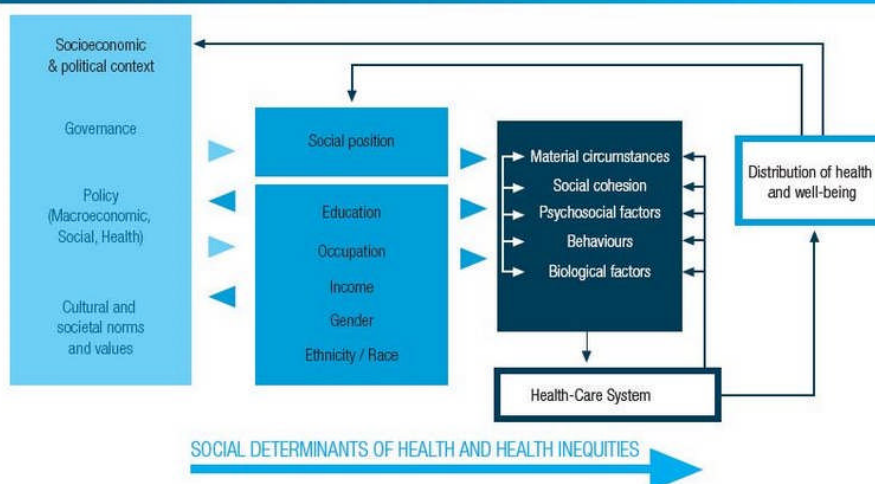 Socioeconomic
& political context
Governance
Policy
(Macroeconomic,
Social, Health)
Cultural and
societal norms
and values
Social position
Education
Occupation
Income
Gender
Ethnicity / Race
Material circumstances
Social cohesion
Psychosocial factors
Behaviours
Biological factors
Health-Care System
Distribution of health
and well-being
SOCIAL DETERMINANTS OF HEALTH AND HEALTH INEQUITIES